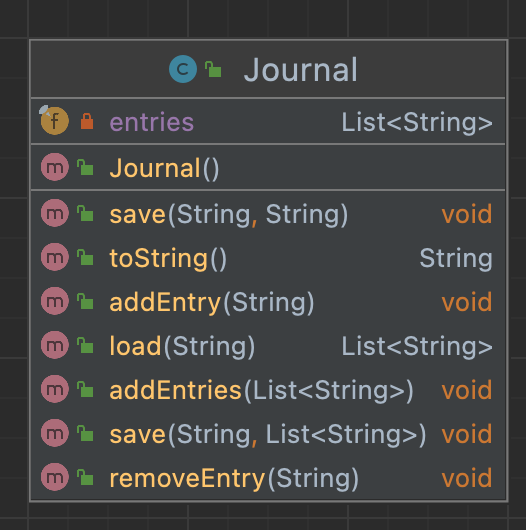 C Journal
f entries List<String>
m Journal()
m save(String, String) void
m toString() String
m addEntry(String) void
m load(String) List<String>
m addEntries(List<String>) void
m save(String, List<String>) void
m removeEntry(String) void